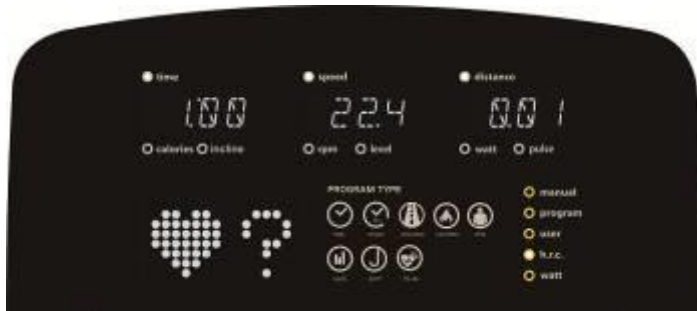 time speed distance
1:00 22.4 0.01
calories incline rpm level watt pulse
PROGRAM TYPE
manual
program
user
h.r.c.
watt
?